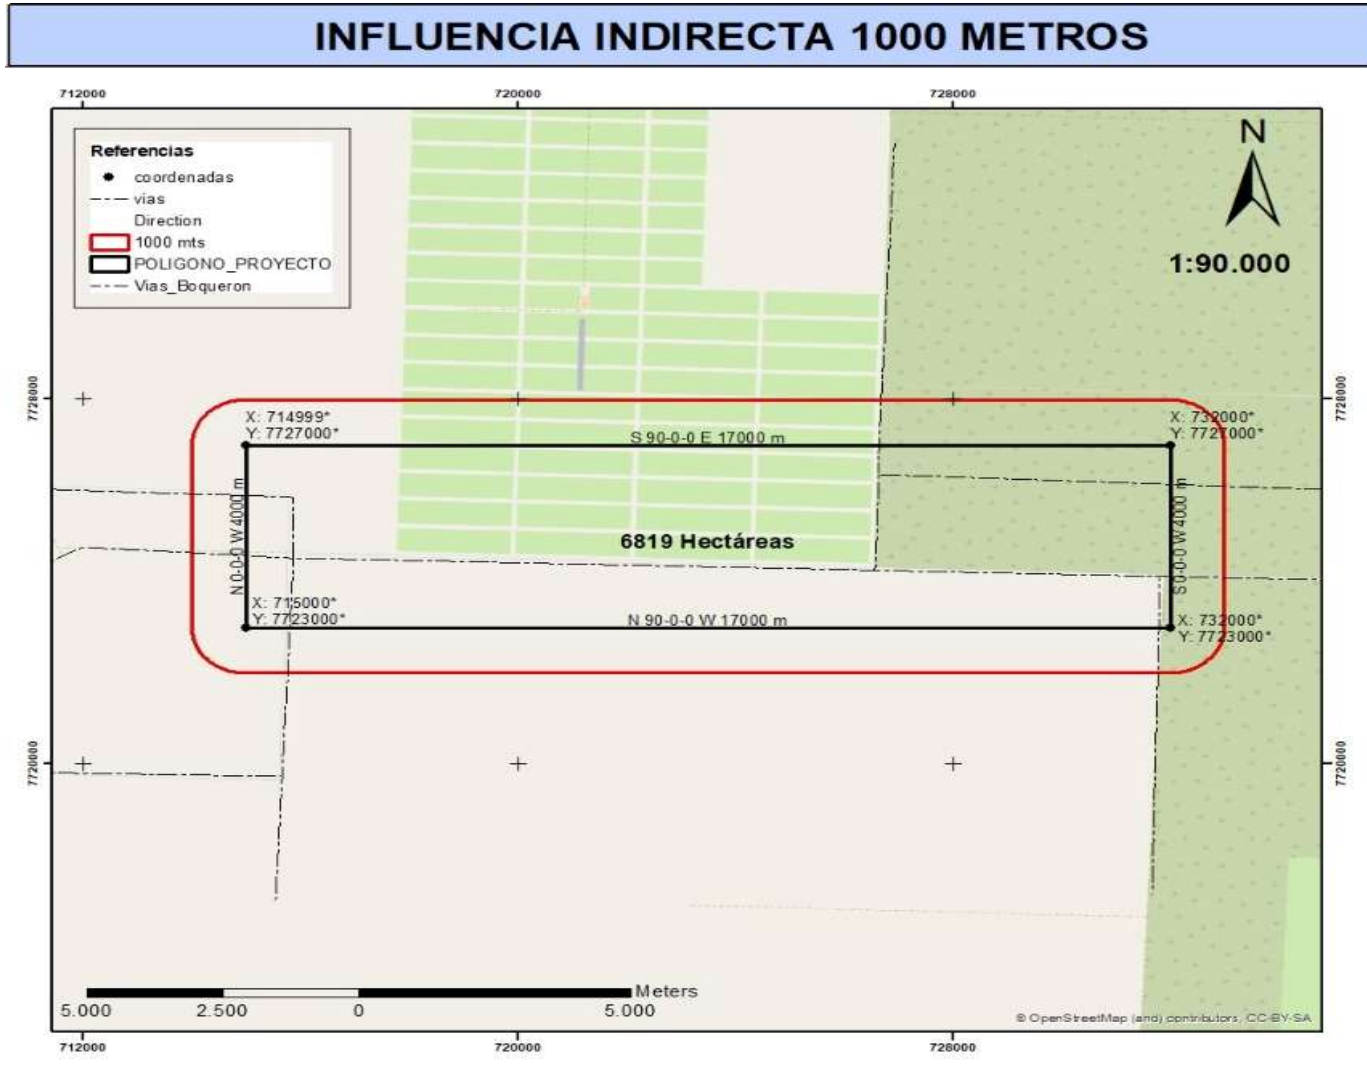 INFLUENCIA INDIRECTA 1000 METROS
712000
720000
728000
Referencias
coordenadas
vias
Direction
1000 mts
POLIGONO_PROYECTO
Vias_Boqueron
N
1:90.000
7728000
7728000
X: 714999*
Y: 7727000*
X: 732000*
Y: 7727000*
S 90-0-0 E 17000 m
N 0-0-0 W 4000 m
S 0-0-0 W 4000 m
6819 Hectáreas
X: 715000*
Y: 7723000*
N 90-0-0 W 17000 m
X: 732000*
Y: 7723000*
7720000
7720000
Meters
5.000
2.500
0
5.000
© OpenStreetMap (and) contributors, CC-BY-SA
712000
720000
728000